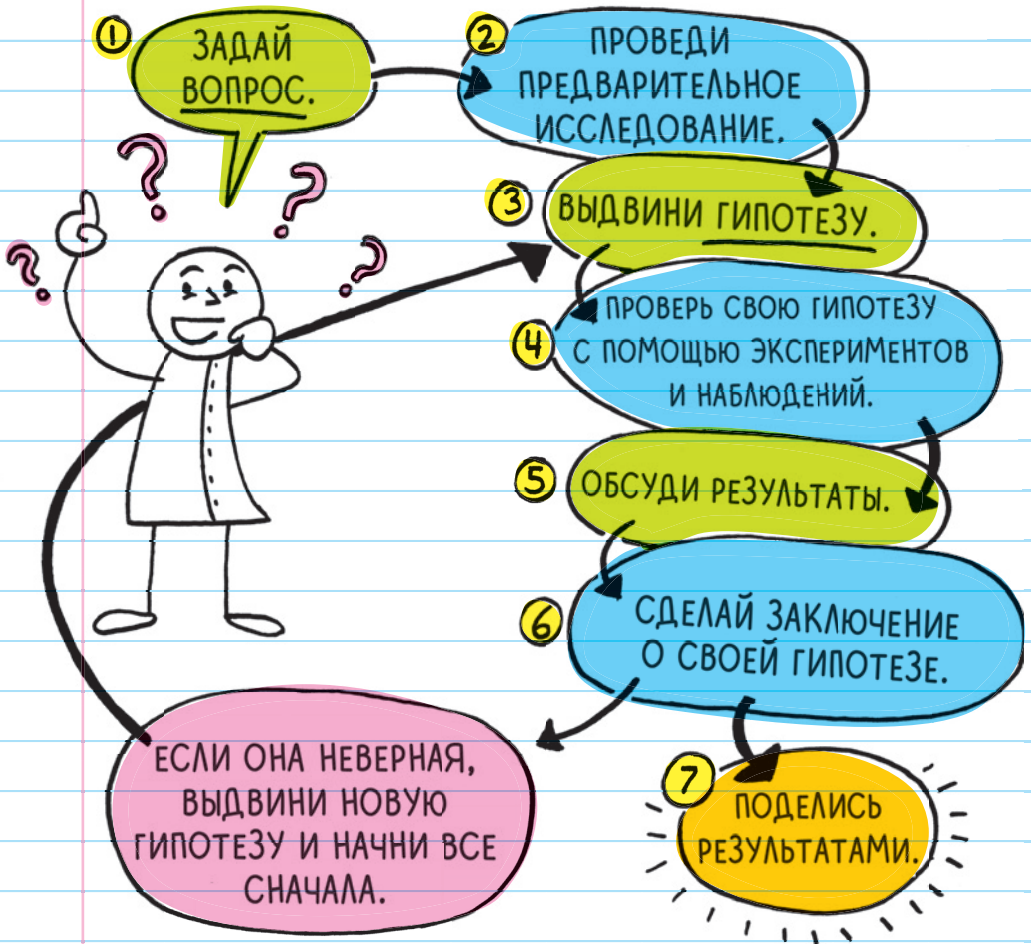 1
ЗАДАЙ
ВОПРОС.
2
ПРОВЕДИ
ПРЕДВАРИТЕЛЬНОЕ
ИССЛЕДОВАНИЕ.
3
ВЫДВИНИ ГИПОТЕЗУ.
4
ПРОВЕРЬ СВОЮ ГИПОТЕЗУ
С ПОМОЩЬЮ ЭКСПЕРИМЕНТОВ
И НАБЛЮДЕНИЙ.
5
ОБСУДИ РЕЗУЛЬТАТЫ.
6
СДЕЛАЙ ЗАКЛЮЧЕНИЕ
О СВОЕЙ ГИПОТЕЗЕ.
ЕСЛИ ОНА НЕВЕРНАЯ,
ВЫДВИНИ НОВУЮ
ГИПОТЕЗУ И НАЧНИ ВСЕ
СНАЧАЛА.
7
ПОДЕЛИСЬ
РЕЗУЛЬТАТАМИ.
? ? ? ?